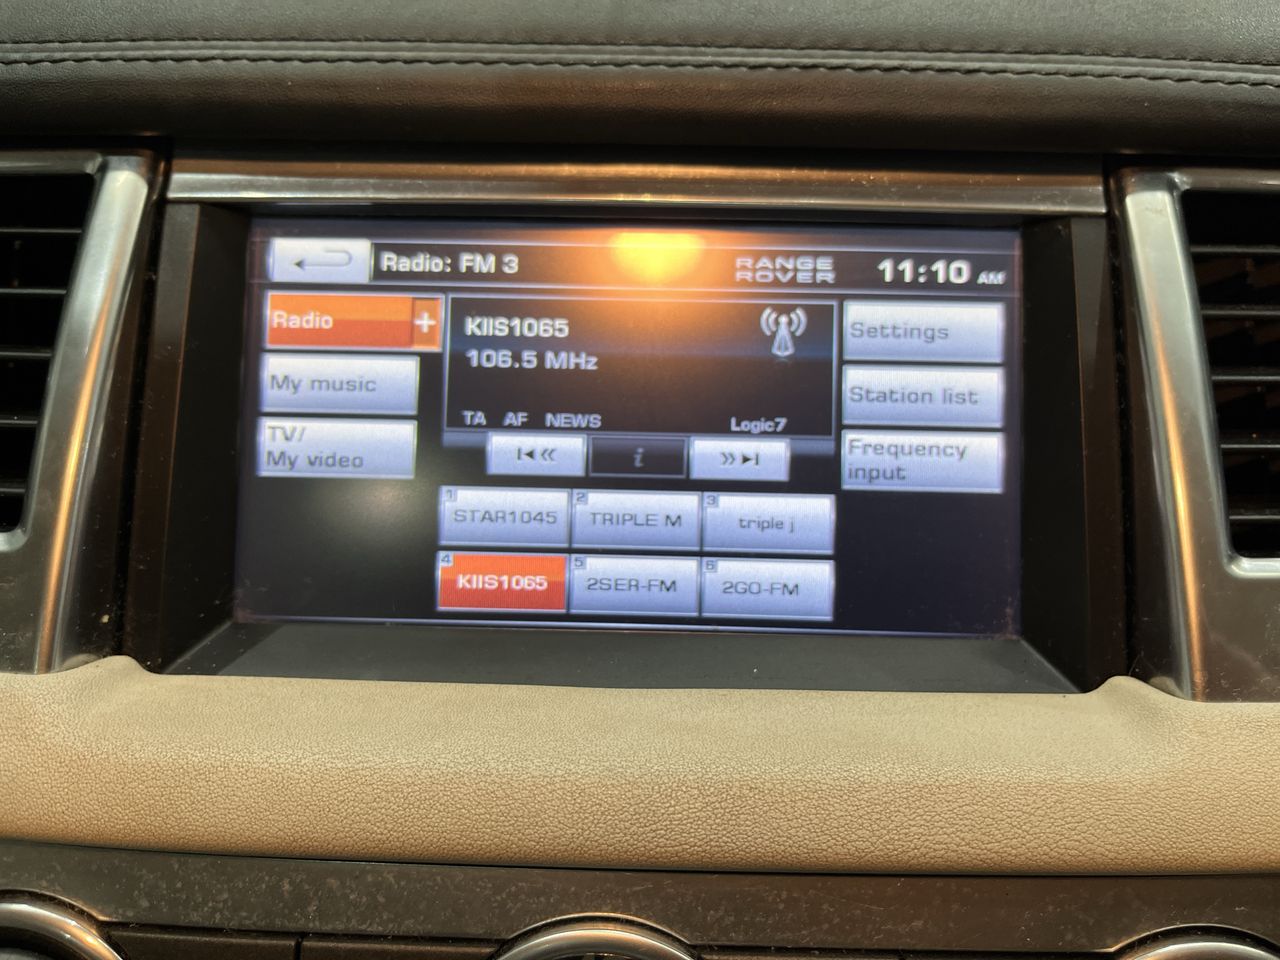 Radio: FM 3
RANGE
ROVER
11:10 AM
Radio +
KIIS1065
106.5 MHz
TA AF NEWS
Logic7
My music
TV/
My video
Settings
Station list
Frequency
input
i
1 STAR1045
2 TRIPLE M
3 triple j
4 KIIS1065
5 2SER-FM
6 2GO-FM